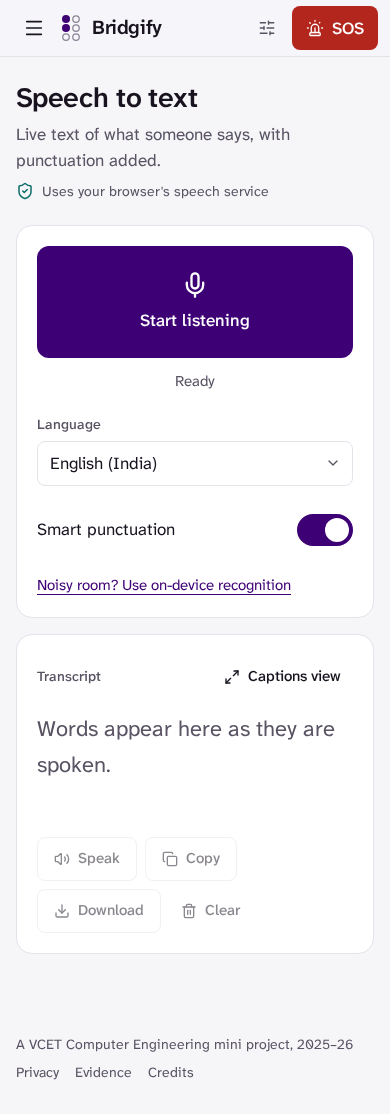 Bridgify
SOS
Speech to text
Live text of what someone says, with
punctuation added.
Uses your browser's speech service
Start listening
Ready
Language
English (India)
Smart punctuation
Noisy room? Use on-device recognition
Transcript
Captions view
Words appear here as they are
spoken.
Speak
Copy
Download
Clear
A VCET Computer Engineering mini project, 2025–26
Privacy Evidence Credits